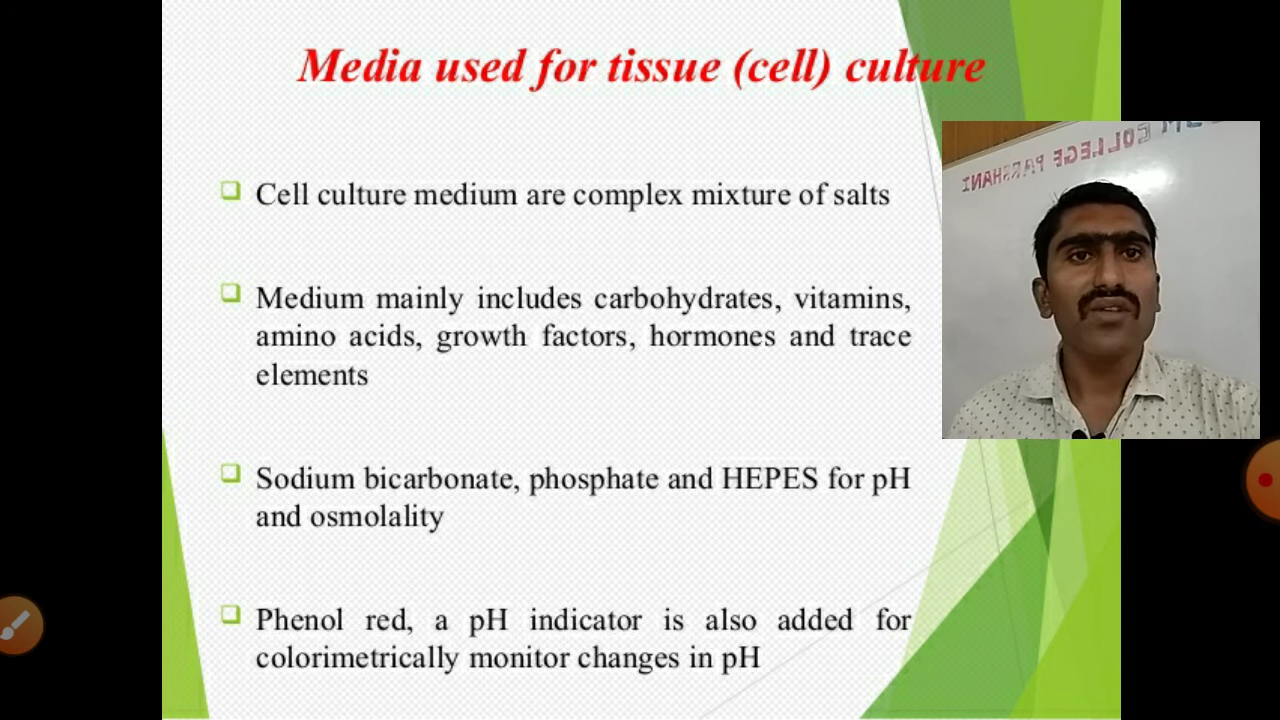 Media used for tissue (cell) culture
Cell culture medium are complex mixture of salts
Medium mainly includes carbohydrates, vitamins,
amino acids, growth factors, hormones and trace
elements
Sodium bicarbonate, phosphate and HEPES for pH
and osmolality
Phenol red, a pH indicator is also added for
colorimetrically monitor changes in pH
COLLEGE